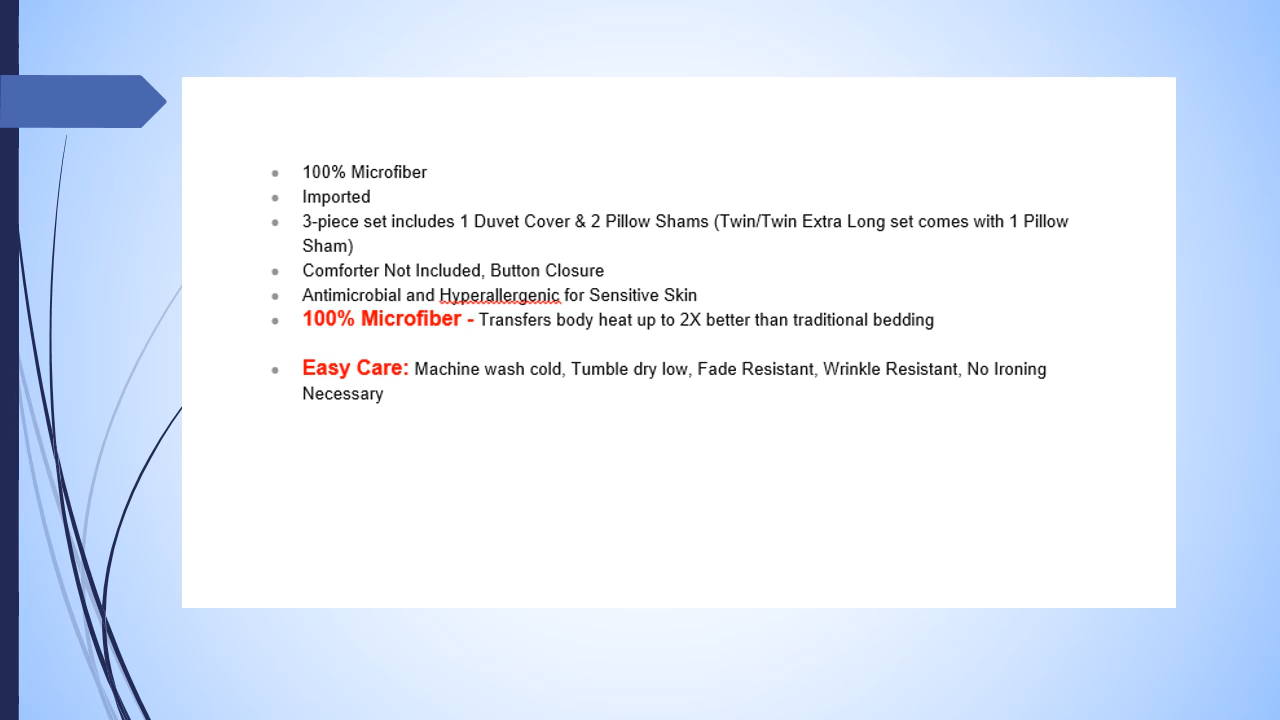 100% Microfiber
Imported
3-piece set includes 1 Duvet Cover & 2 Pillow Shams (Twin/Twin Extra Long set comes with 1 Pillow
Sham)
Comforter Not Included, Button Closure
Antimicrobial and Hyperallergenic for Sensitive Skin
100% Microfiber - Transfers body heat up to 2X better than traditional bedding
Easy Care: Machine wash cold, Tumble dry low, Fade Resistant, Wrinkle Resistant, No Ironing
Necessary